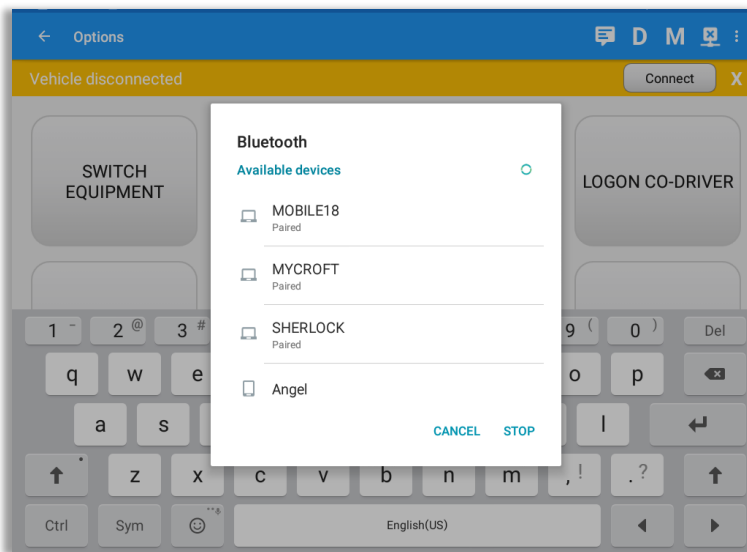 Options
D M
Vehicle disconnected
Connect
X
SWITCH
EQUIPMENT
LOGON CO-DRIVER
Bluetooth
Available devices
MOBILE18
Paired
MYCROFT
Paired
SHERLOCK
Paired
Angel
CANCEL STOP
1 - 2 @ 3 # 9 ( 0 ) Del
q w e o p
a s l
z x c v b n m , ! . ?
Ctrl Sym English(US)